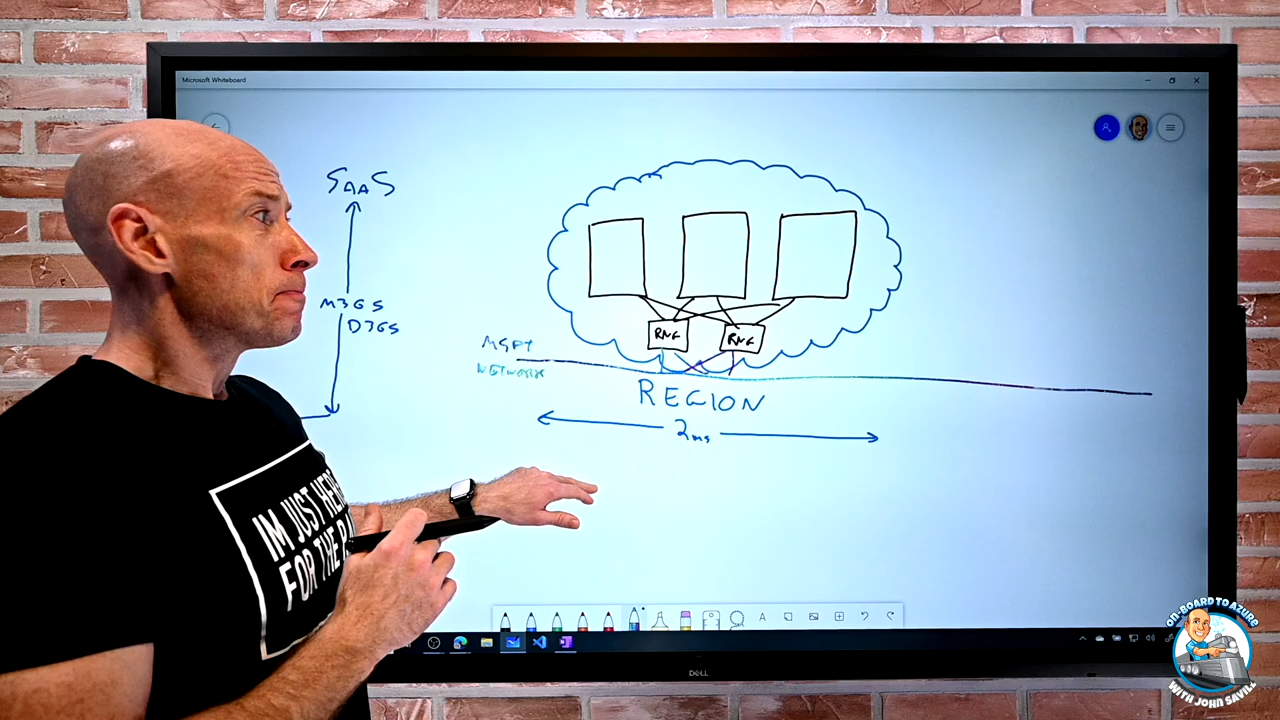 Microsoft Whiteboard
SAAS
M365
D365
RNG
RNG
MSFT
NETWORK
REGION
2ms
IM JUST HERE
FOR THE
DELL
ON-BOARD TO AZURE
WITH JOHN SAVILL